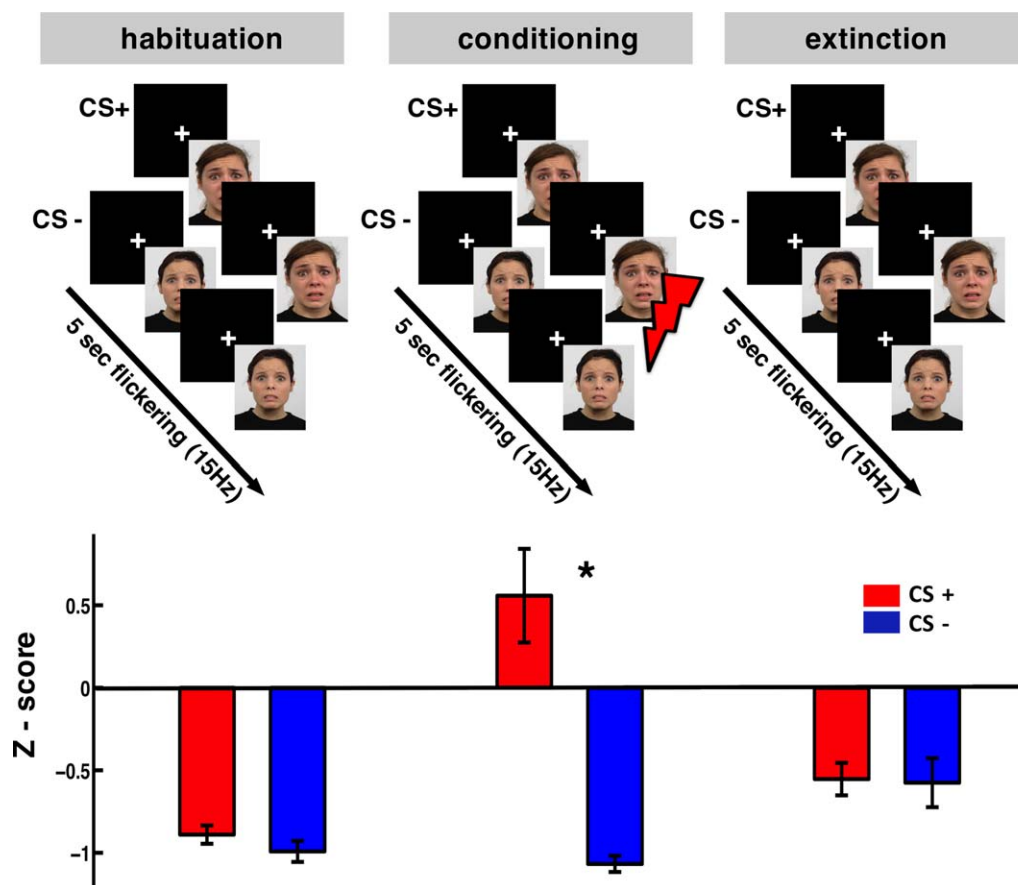 habituation
conditioning
extinction
CS+
CS -
5 sec flickering (15Hz)
CS+
CS -
5 sec flickering (15Hz)
CS+
CS -
5 sec flickering (15Hz)
Z - score
0.5
0
−0.5
−1
*
CS +
CS -